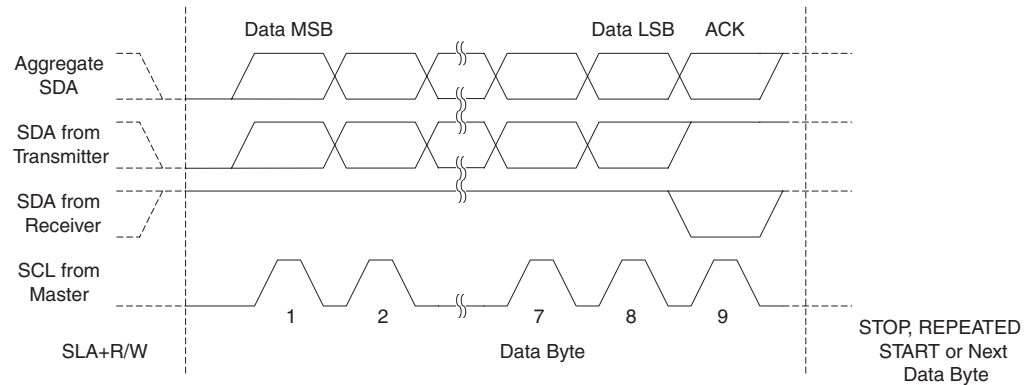 Data MSB Data LSB ACK
Aggregate
SDA
SDA from
Transmitter
SDA from
Receiver
SCL from
Master
1 2 7 8 9
SLA+R/W Data Byte
STOP, REPEATED
START or Next
Data Byte